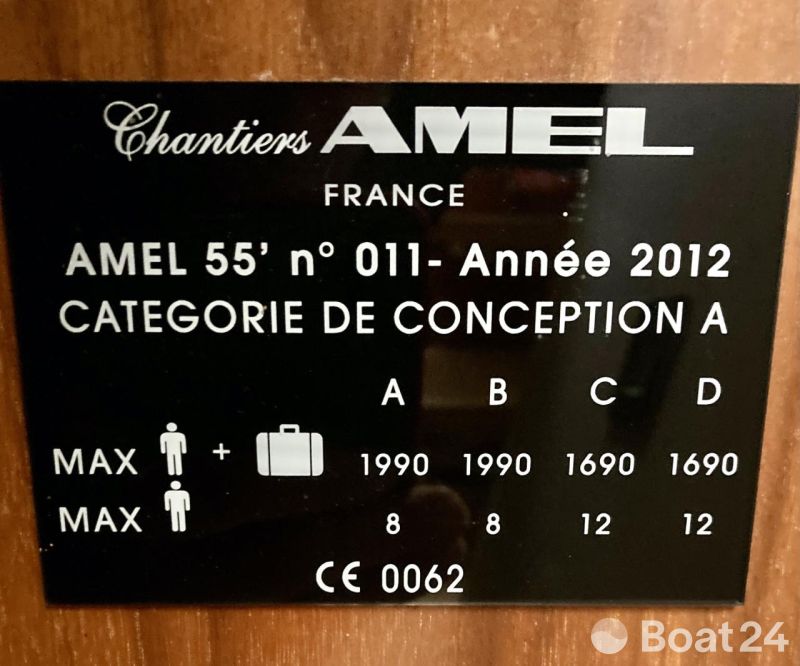 Chantiers AMEL
FRANCE
AMEL 55' n° 011- Année 2012
CATEGORIE DE CONCEPTION A
A B C D
MAX + 1990 1990 1690 1690
MAX 8 8 12 12
CE 0062
Boat24